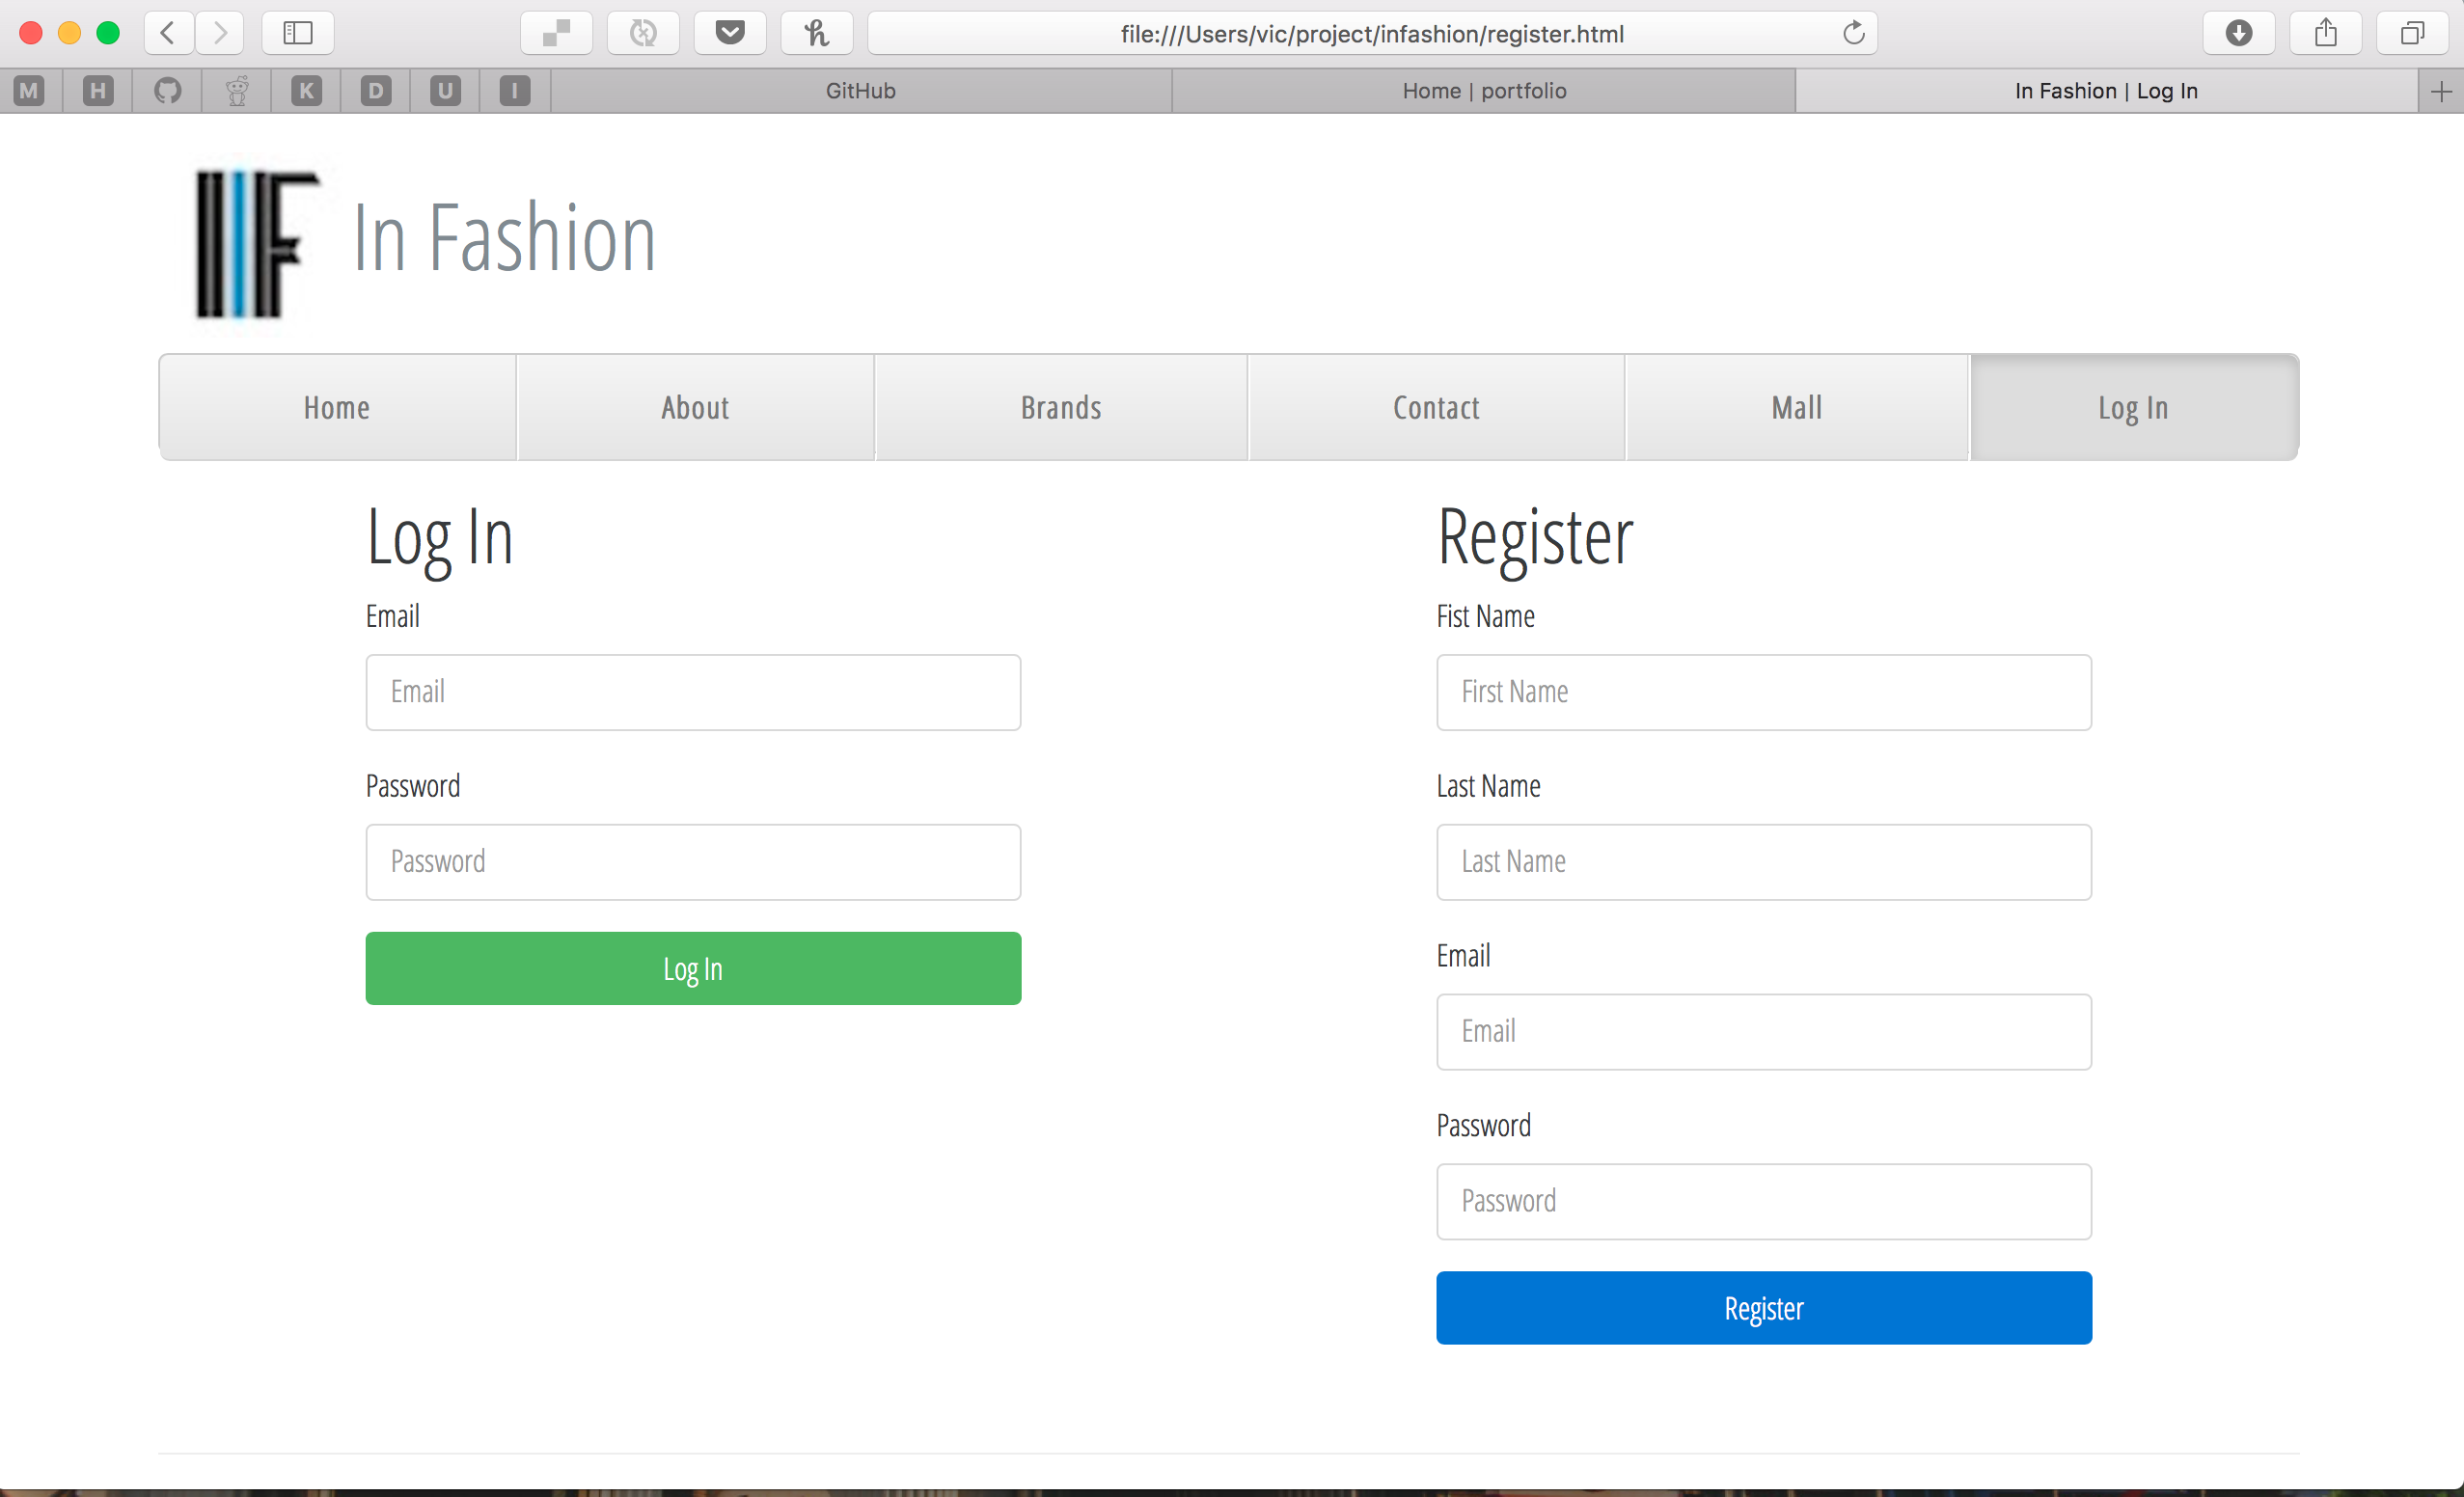 file:///Users/vic/project/infashion/register.html
M H K D U I GitHub Home | portfolio In Fashion | Log In
IF In Fashion
Home About Brands Contact Mall Log In
Log In
Email
Email
Password
Password
Log In
Register
Fist Name
First Name
Last Name
Last Name
Email
Email
Password
Password
Register